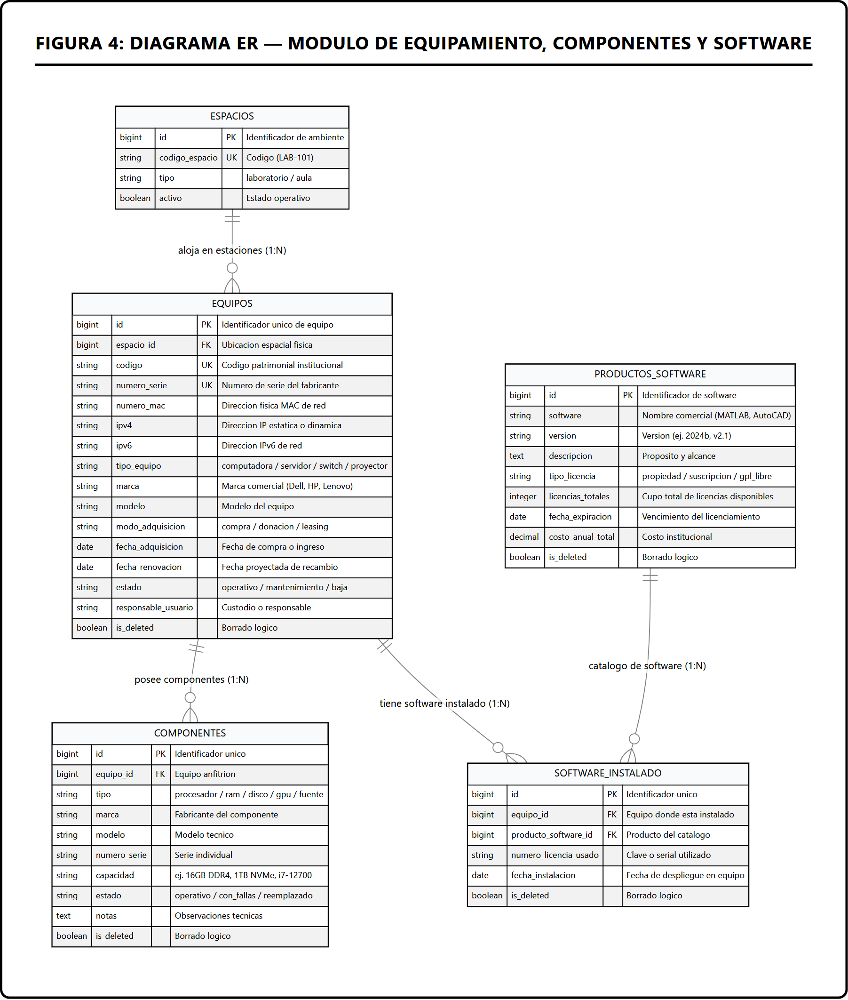 FIGURA 4: DIAGRAMA ER — MODULO DE EQUIPAMIENTO, COMPONENTES Y SOFTWARE
ESPACIOS
bigint id PK Identificador de ambiente
string codigo_espacio UK Codigo (LAB-101)
string tipo laboratorio / aula
boolean activo Estado operativo
aloja en estaciones (1:N)
EQUIPOS
bigint id PK Identificador unico de equipo
bigint espacio_id FK Ubicacion espacial fisica
string codigo UK Codigo patrimonial institucional
string numero_serie UK Numero de serie del fabricante
string numero_mac Direccion fisica MAC de red
string ipv4 Direccion IP estatica o dinamica
string ipv6 Direccion IPv6 de red
string tipo_equipo computadora / servidor / switch / proyector
string marca Marca comercial (Dell, HP, Lenovo)
string modelo Modelo del equipo
string modo_adquisicion compra / donacion / leasing
date fecha_adquisicion Fecha de compra o ingreso
date fecha_renovacion Fecha proyectada de recambio
string estado operativo / mantenimiento / baja
string responsable_usuario Custodio o responsable
boolean is_deleted Borrado logico
PRODUCTOS_SOFTWARE
bigint id PK Identificador de software
string software Nombre comercial (MATLAB, AutoCAD)
string version Version (ej. 2024b, v2.1)
text descripcion Proposito y alcance
string tipo_licencia propiedad / suscripcion / gpl_libre
integer licencias_totales Cupo total de licencias disponibles
date fecha_expiracion Vencimiento del licenciamiento
decimal costo_anual_total Costo institucional
boolean is_deleted Borrado logico
posee componentes (1:N)
tiene software instalado (1:N)
catalogo de software (1:N)
COMPONENTES
bigint id PK Identificador unico
bigint equipo_id FK Equipo anfitrion
string tipo procesador / ram / disco / gpu / fuente
string marca Fabricante del componente
string modelo Modelo tecnico
string numero_serie Serie individual
string capacidad ej. 16GB DDR4, 1TB NVMe, i7-12700
string estado operativo / con_fallas / reemplazado
text notas Observaciones tecnicas
boolean is_deleted Borrado logico
SOFTWARE_INSTALADO
bigint id PK Identificador unico
bigint equipo_id FK Equipo donde esta instalado
bigint producto_software_id FK Producto del catalogo
string numero_licencia_usado Clave o serial utilizado
date fecha_instalacion Fecha de despliegue en equipo
boolean is_deleted Borrado logico